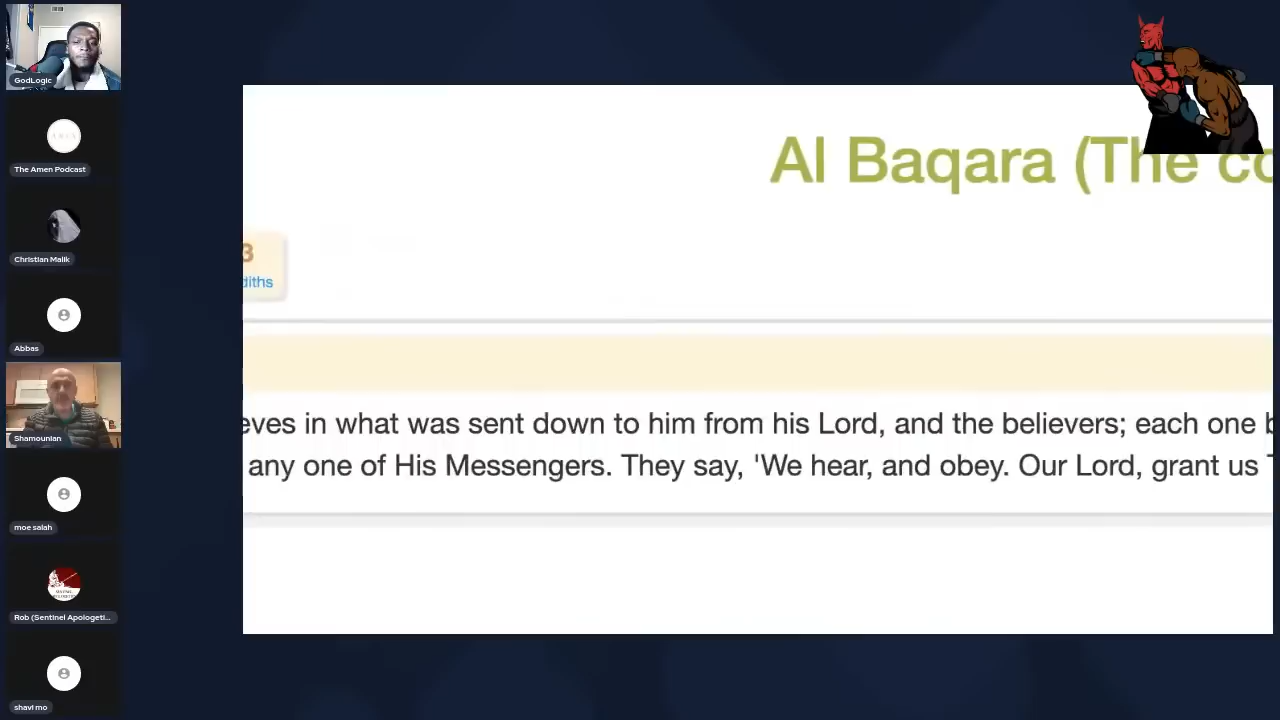 GodLogic
The Amen Podcast
Christian Malik
Abbas
Shamounian
moe salah
Rob (Sentinel Apologeti...
shavi mo
Al Baqara (The co
3
diths
eves in what was sent down to him from his Lord, and the believers; each one b
any one of His Messengers. They say, 'We hear, and obey. Our Lord, grant us T